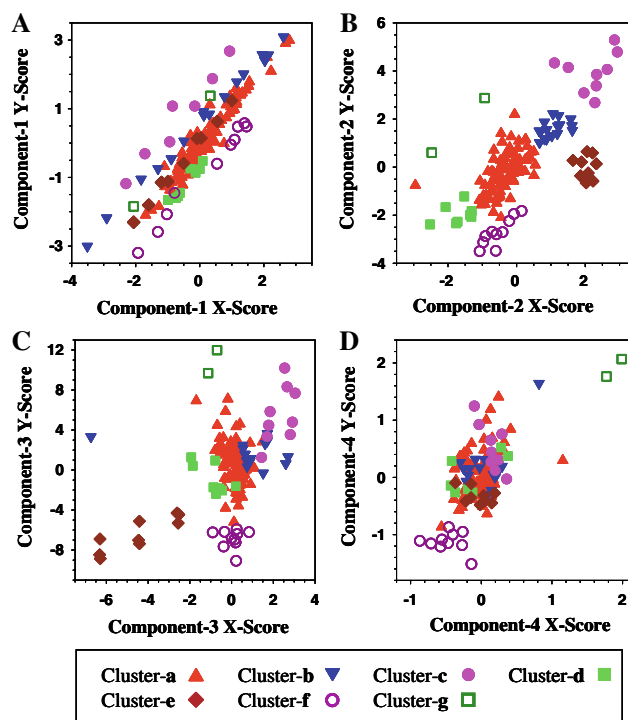 A
B
Component-1 Y-Score
3
1
-1
-3
-4 -2 0 2 4
Component-1 X-Score
Component-2 Y-Score
6
4
2
0
-2
-4
-2 0 2
Component-2 X-Score
C
D
Component-3 Y-Score
12
8
4
0
-4
-8
-6 -4 -2 0 2 4
Component-3 X-Score
Component-4 Y-Score
2
1
0
-1
-1 0 1 2
Component-4 X-Score
Cluster-a Cluster-b Cluster-c Cluster-d
Cluster-e Cluster-f Cluster-g